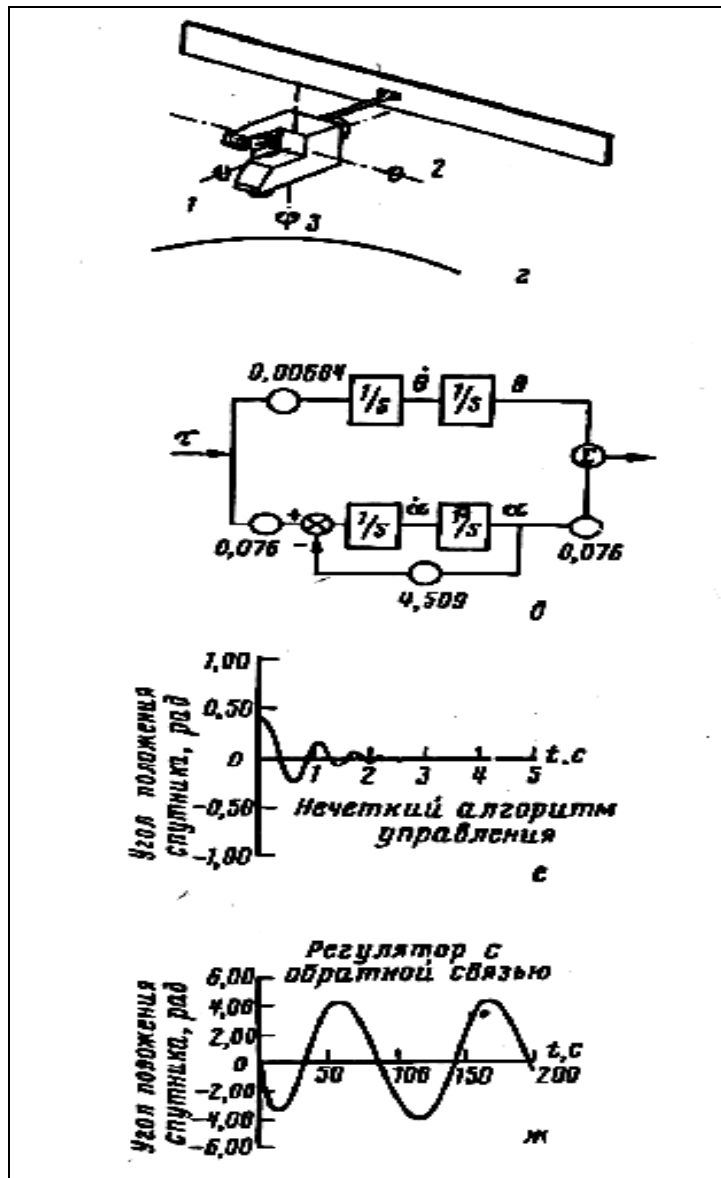 1
2
φ 3
г
0,00684
τ
1/s
θ̇
1/s
θ
Σ
+
−
0,076
1/s
α̇
1/s
α
0,076
4,509
д
Угол положения
спутника, рад
1,00
0,50
0
-0,50
-1,00
1 2 3 4 5
t.c
Нечеткий алгоритм
управления
е
Регулятор с
обратной связью
Угол положения
спутника, рад
6,00
4,00
2,00
0
-2,00
-4,00
-6,00
50 100 150 200
t,c
ж